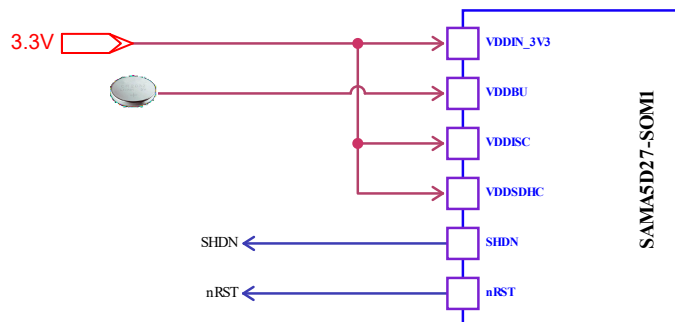 3.3V
VDDIN_3V3
VDDBU
VDDISC
VDDSDHC
SHDN SHDN
nRST nRST
SAMA5D27-SOM1